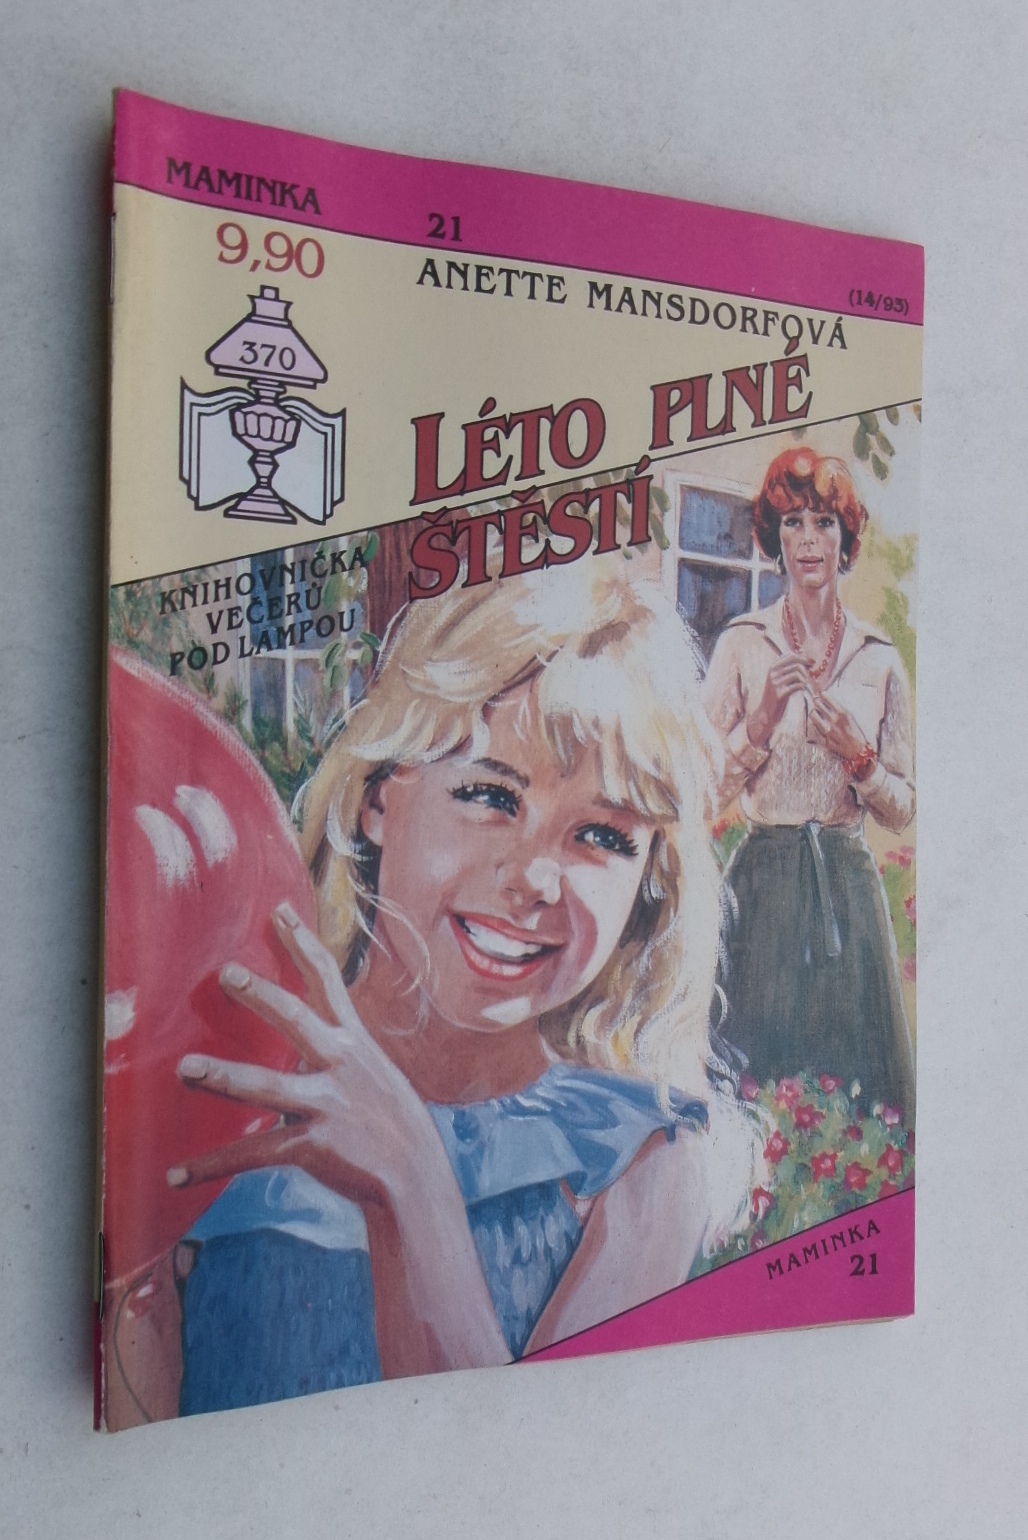 MAMINKA
21
(14/93)
9,90
ANETTE MANSDORFOVÁ
370
LÉTO PLNÉ
ŠTĚSTÍ
KNIHOVNIČKA
VEČERŮ
POD LAMPOU
MAMINKA
21